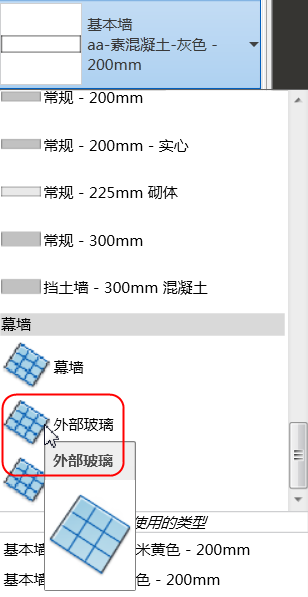 基本墙
aa-素混凝土-灰色 -
200mm
常规 - 200mm
常规 - 200mm - 实心
常规 - 225mm 砌体
常规 - 300mm
挡土墙 - 300mm 混凝土
幕墙
幕墙
外部玻璃
外部玻璃
使用的类型
基本墙 米黄色 - 200mm
基本墙 色 - 200mm